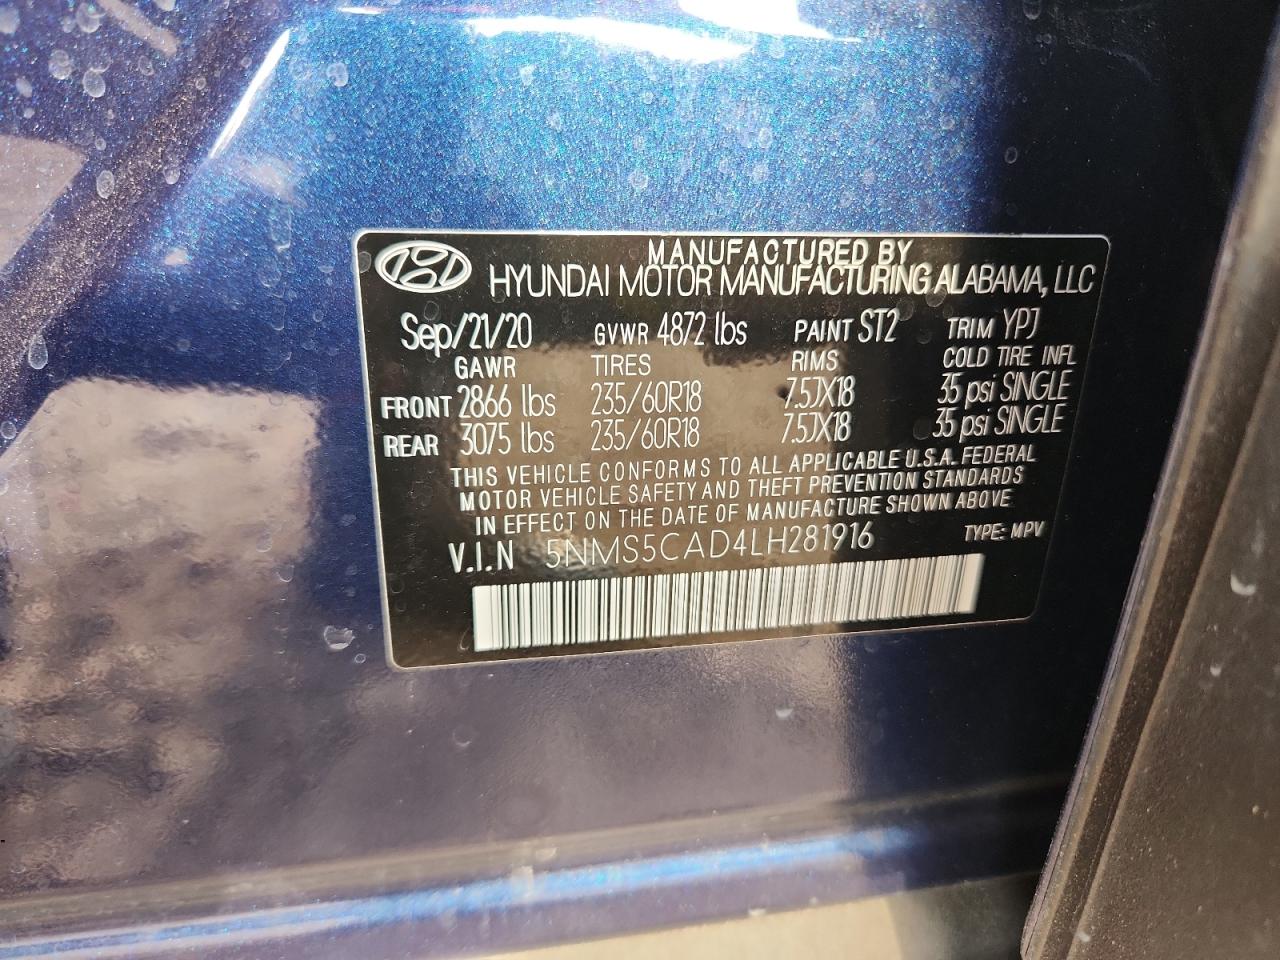 MANUFACTURED BY
HYUNDAI MOTOR MANUFACTURING ALABAMA, LLC
Sep/21/20 GVWR 4872 lbs PAINT ST2 TRIM YPJ
GAWR TIRES RIMS COLD TIRE INFL
FRONT 2866 lbs 235/60R18 7.5JX18 35 psi SINGLE
REAR 3075 lbs 235/60R18 7.5JX18 35 psi SINGLE
THIS VEHICLE CONFORMS TO ALL APPLICABLE U.S.A. FEDERAL
MOTOR VEHICLE SAFETY AND THEFT PREVENTION STANDARDS
IN EFFECT ON THE DATE OF MANUFACTURE SHOWN ABOVE
V.I.N 5NMS5CAD4LH281916 TYPE: MPV